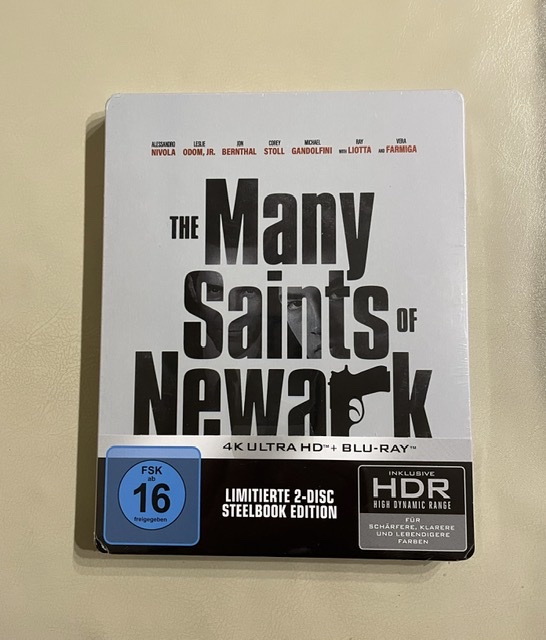 ALESSANDRO NIVOLA LESLIE ODOM, JR. JON BERNTHAL COREY STOLL MICHAEL GANDOLFINI WITH RAY LIOTTA AND VERA FARMIGA
THE Many
Saints OF
Newark
4K ULTRA HD™ + BLU-RAY™
FSK
ab
16
freigegeben
LIMITIERTE 2-DISC
STEELBOOK EDITION
INKLUSIVE
HDR
HIGH DYNAMIC RANGE
FÜR
SCHÄRFERE, KLARERE
UND LEBENDIGERE
FARBEN